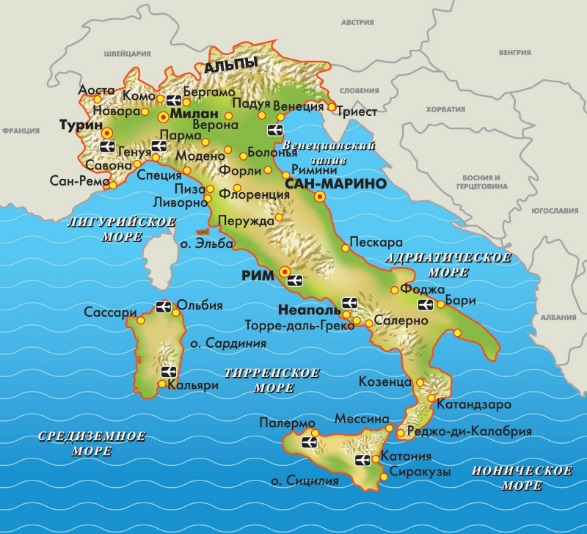 АВСТРИЯ
ШВЕЙЦАРИЯ
ВЕНГРИЯ
АЛЬПЫ
СЛОВЕНИЯ
ХОРВАТИЯ
ФРАНЦИЯ
Аоста
Комо
Бергамо
Новара
Милан
Падуя
Венеция
Триест
Турин
Верона
Парма
Венецианский
залив
Генуя
Модено
Болонья
Савона
Форли
Римини
БОСНИЯ И
ГЕРЦЕГОВИНА
Сан-Ремо
Специя
САН-МАРИНО
Пиза
Флоренция
Ливорно
ЮГОСЛАВИЯ
ЛИГУРИЙСКОЕ
МОРЕ
Перужда
о. Эльба
Пескара
АДРИАТИЧЕСКОЕ
МОРЕ
РИМ
Фоджа
Бари
Ольбия
Сассари
Неаполь
Торре-даль-Греко
Салерно
АЛБАНИЯ
о. Сардиния
ТИРРЕНСКОЕ
МОРЕ
Кальяри
Козенца
Катандзаро
Мессина
Палермо
Реджо-ди-Калабрия
СРЕДИЗЕМНОЕ
МОРЕ
Катания
Сиракузы
ИОНИЧЕСКОЕ
МОРЕ
о. Сицилия